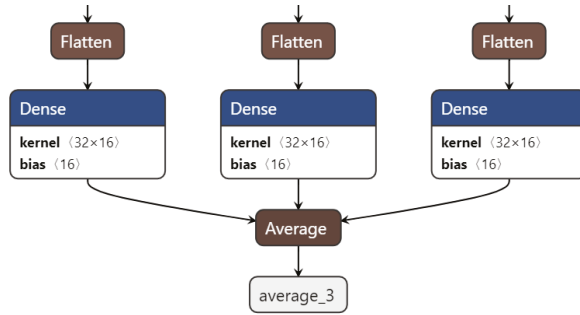 Flatten
Flatten
Flatten
Dense
kernel 〈32×16〉
bias 〈16〉
Dense
kernel 〈32×16〉
bias 〈16〉
Dense
kernel 〈32×16〉
bias 〈16〉
Average
average_3